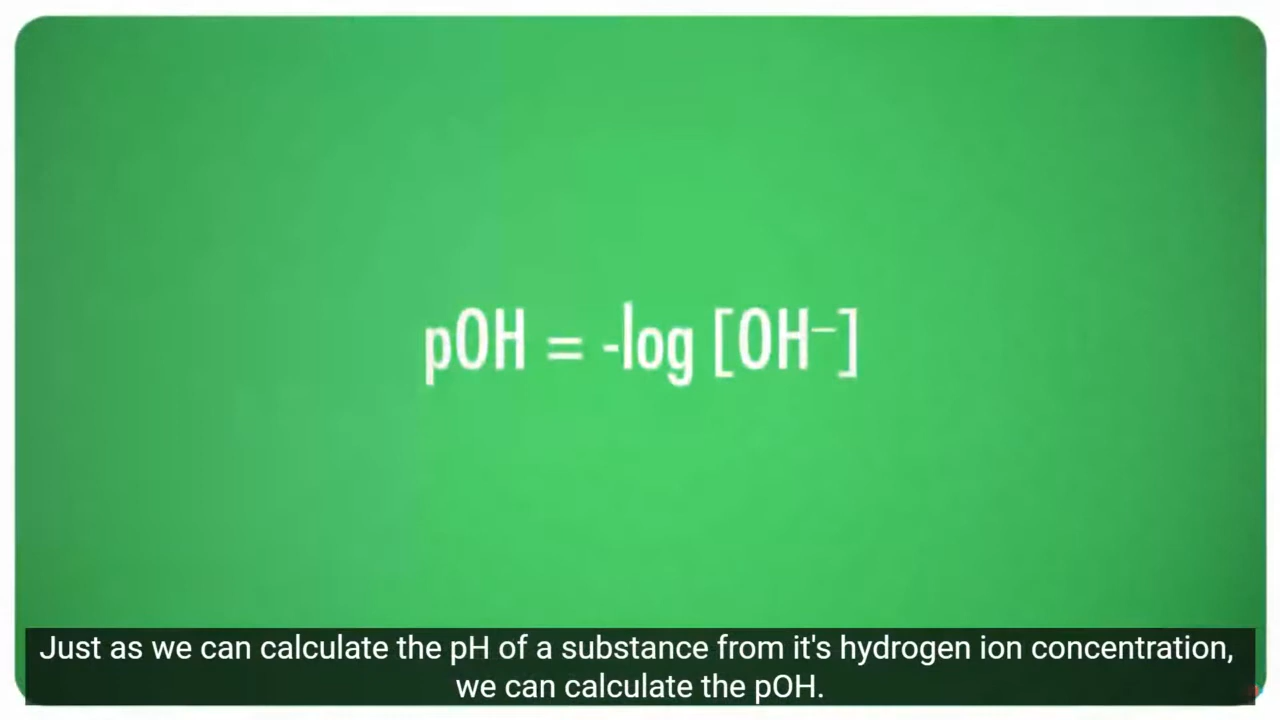 pOH = -log [OH⁻]
Just as we can calculate the pH of a substance from it's hydrogen ion concentration,
we can calculate the pOH.